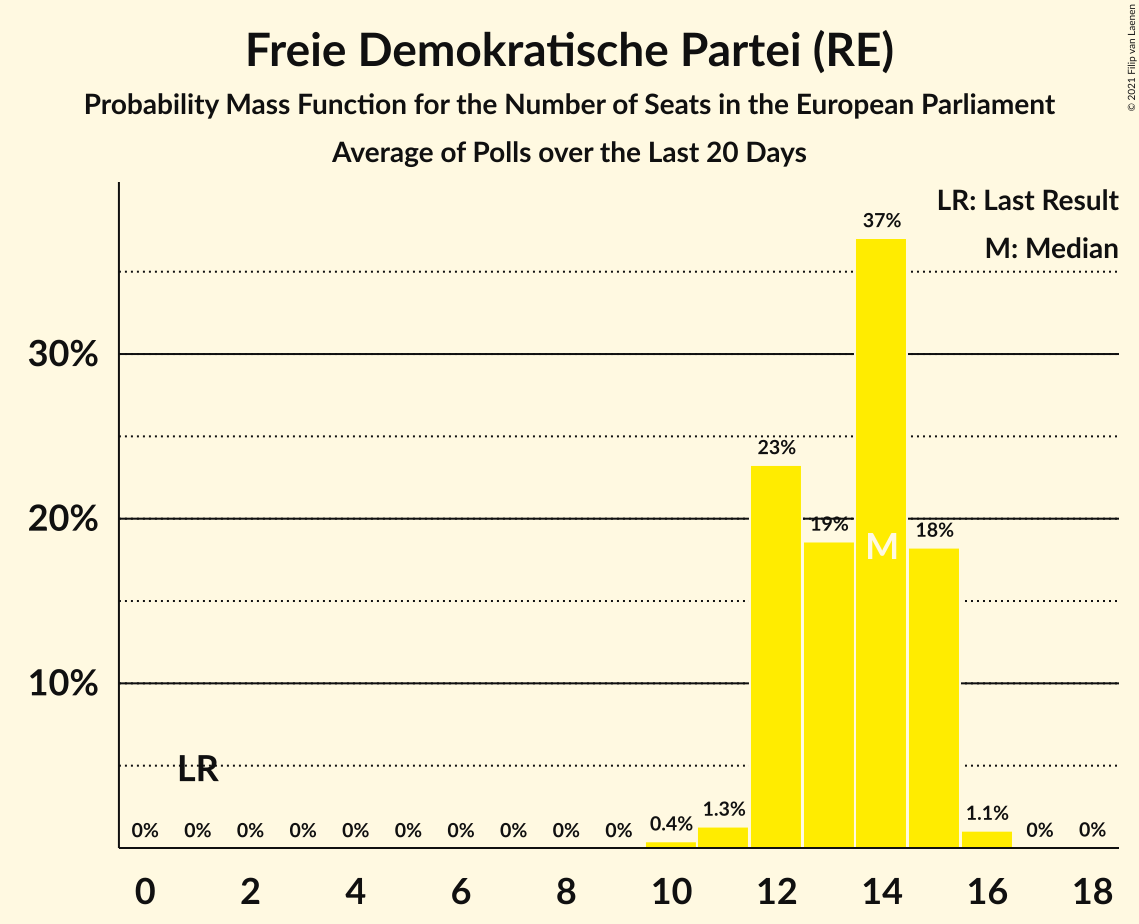 Freie Demokratische Partei (RE)
Probability Mass Function for the Number of Seats in the European Parliament
Average of Polls over the Last 20 Days
© 2021 Filip van Laenen
LR: Last Result
M: Median
37%
30%
23%
20%
19%
18%
M
10%
LR
0% 0% 0% 0% 0% 0% 0% 0% 0% 0% 0.4% 1.3% 1.1% 0% 0%
0 2 4 6 8 10 12 14 16 18